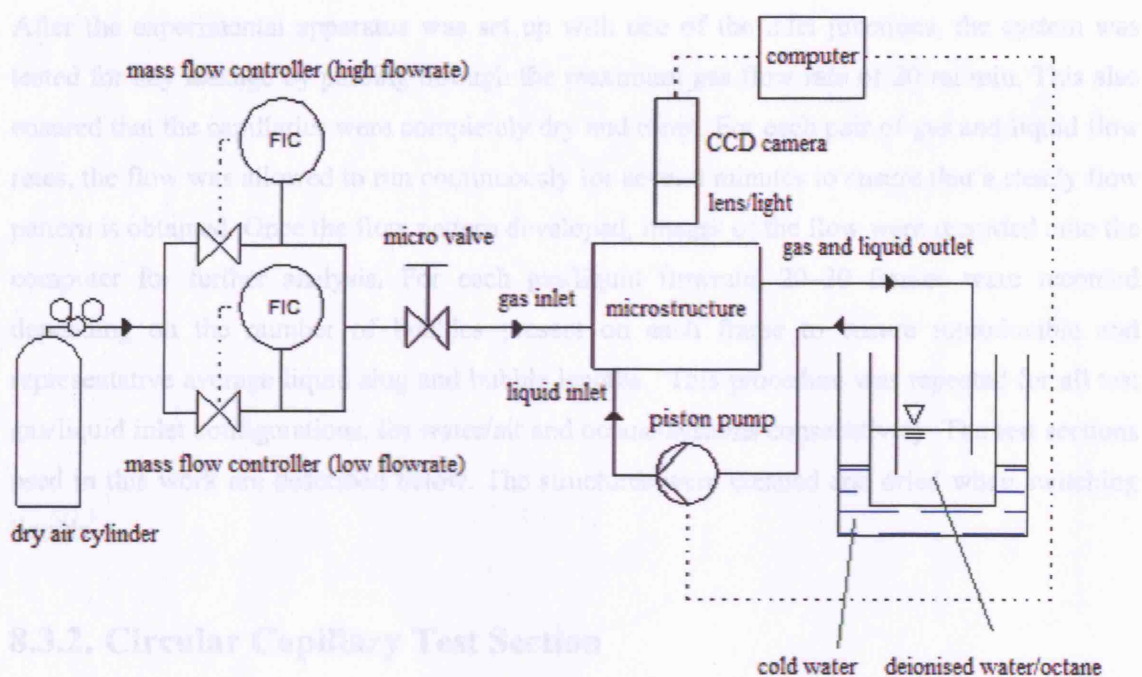 After the experimental apparatus was set up with one of the inlet junctions, the system was
computer
mass flow controller (high flowrate)
tested for any leakage by passing through the maximum gas flow rate of 20 ml/min. This also
ensured that the capillaries were completely dry and clean. For each pair of gas and liquid flow
FIC
CCD camera
rates, the flow was allowed to run continuously for several minutes to ensure that a steady flow
lens/light
pattern is obtained. Once the flow pattern developed, images of the flow were recorded onto the
micro valve
gas and liquid outlet
computer for further analysis. For each gas/liquid flowrate 20-30 frames were recorded
FIC
gas inlet
microstructure
depending on the number of bubbles present on each frame to ensure and
representative average liquid slug and bubble lengths. This procedure was repeated for all test
liquid inlet
piston pump
gas/liquid inlet configurations, for water/air and octane/ consecutively. The test sections
mass flow controller (low flowrate)
used in this work are described below. The structures were cleaned and dried when switching
dry air cylinder
8.3.2. Circular Capillary Test Section
cold water
deionised water/octane